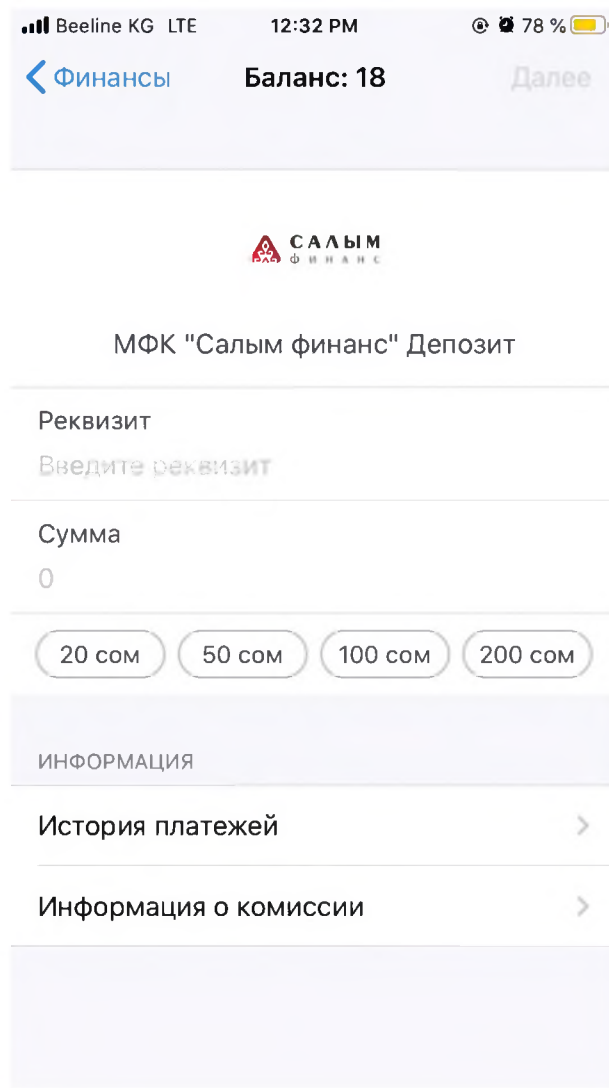 Beeline KG LTE 12:32 PM 78 %
Финансы Баланс: 18 Далее
САЛЫМ
ФИНАНС
МФК "Салым финанс" Депозит
Реквизит
Введите реквизит
Сумма
0
20 сом 50 сом 100 сом 200 сом
ИНФОРМАЦИЯ
История платежей
Информация о комиссии